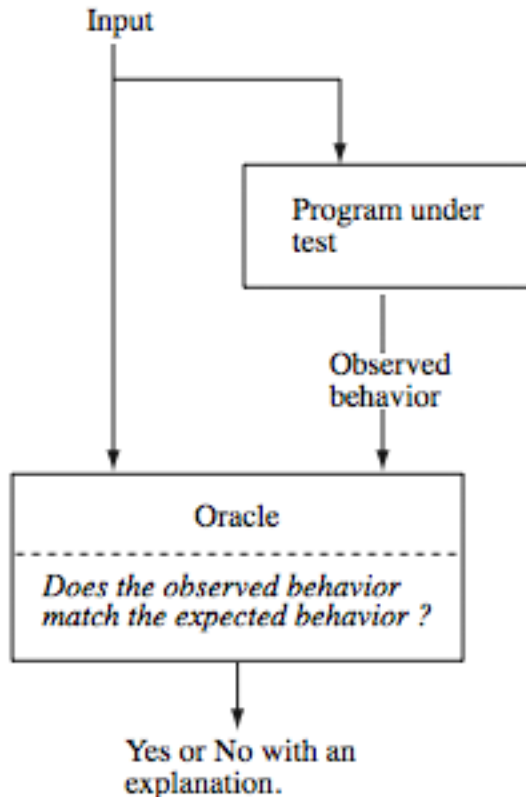 Input
Program under
test
Observed
behavior
Oracle
Does the observed behavior
match the expected behavior ?
Yes or No with an
explanation.